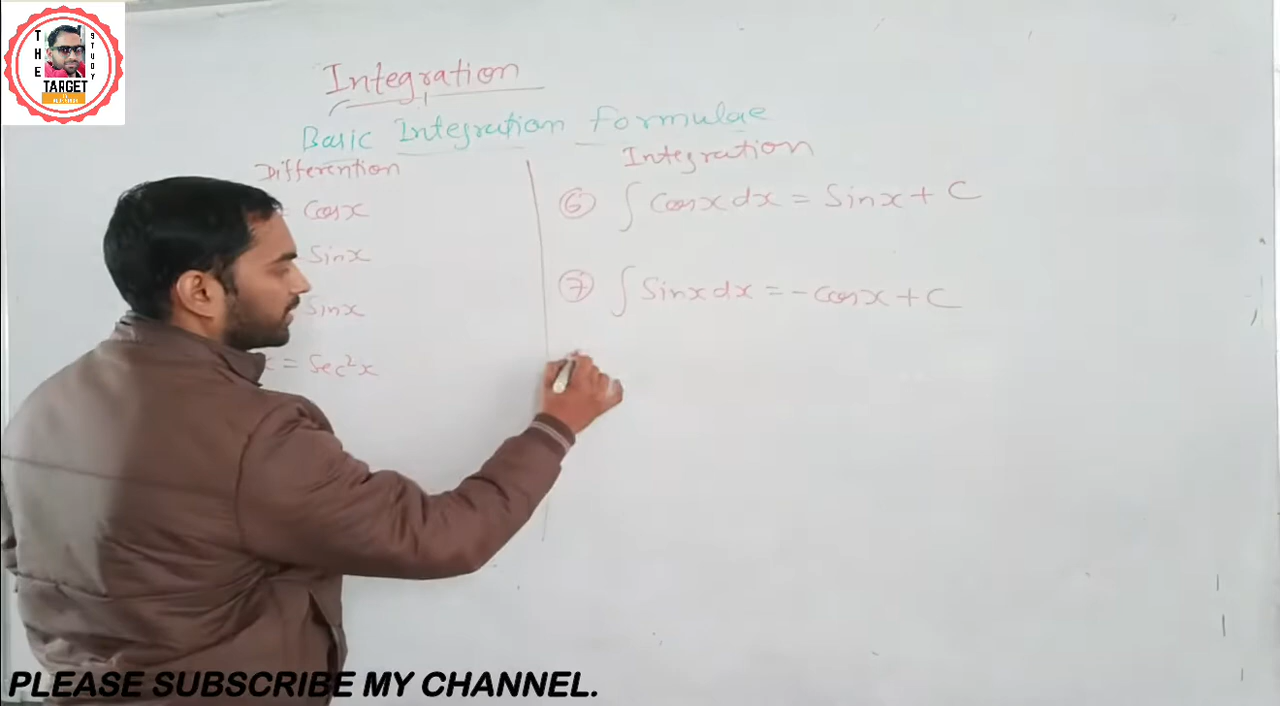 THE
TARGET
STUDY
Integration
Basic Integration formulae
Differention
= Cosx
Sinx
Sinx
x = Sec²x
Integration
⑥ ∫ Cosx dx = Sinx + C
⑦ ∫ Sinx dx = - Cosx + C
PLEASE SUBSCRIBE MY CHANNEL.